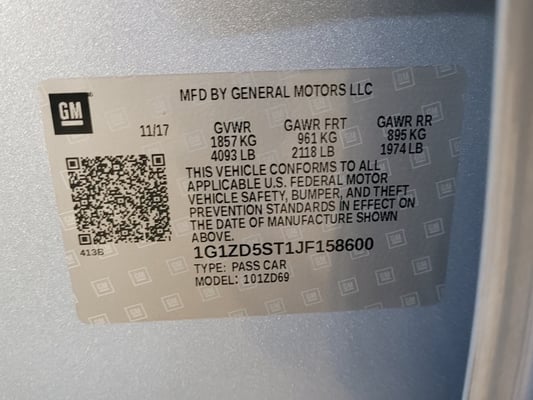 MFD BY GENERAL MOTORS LLC
GM
11/17 GVWR GAWR FRT GAWR RR
1857 KG 961 KG 895 KG
4093 LB 2118 LB 1974 LB
THIS VEHICLE CONFORMS TO ALL
APPLICABLE U.S. FEDERAL MOTOR
VEHICLE SAFETY, BUMPER, AND THEFT
PREVENTION STANDARDS IN EFFECT ON
THE DATE OF MANUFACTURE SHOWN
ABOVE.
413B
1G1ZD5ST1JF158600
TYPE: PASS CAR
MODEL: 101ZD69